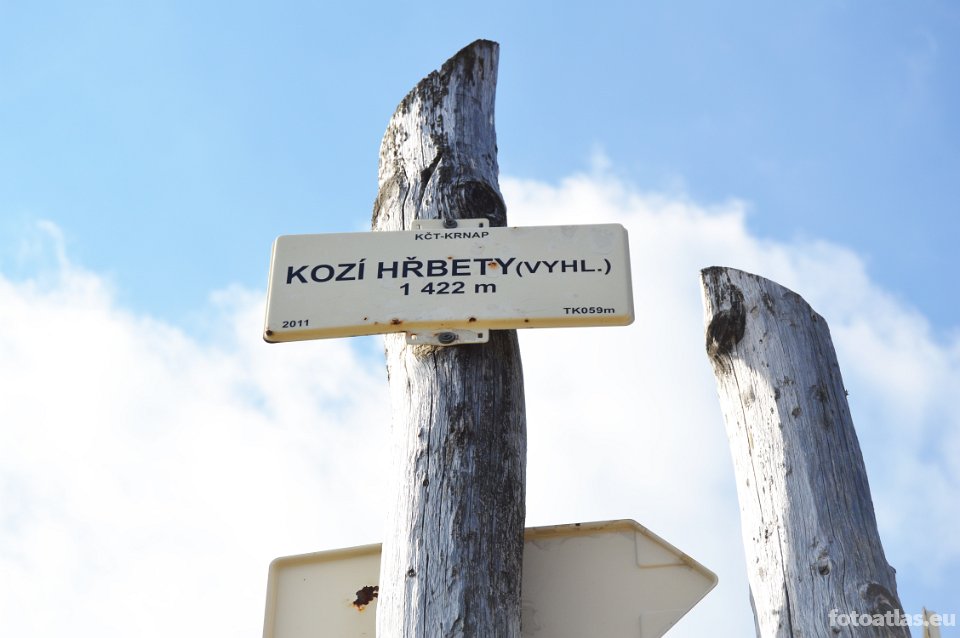 KČT-KRNAP
KOZÍ HŘBETY(VYHL.)
1 422 m
2011 TK059m
fotoatlas.eu